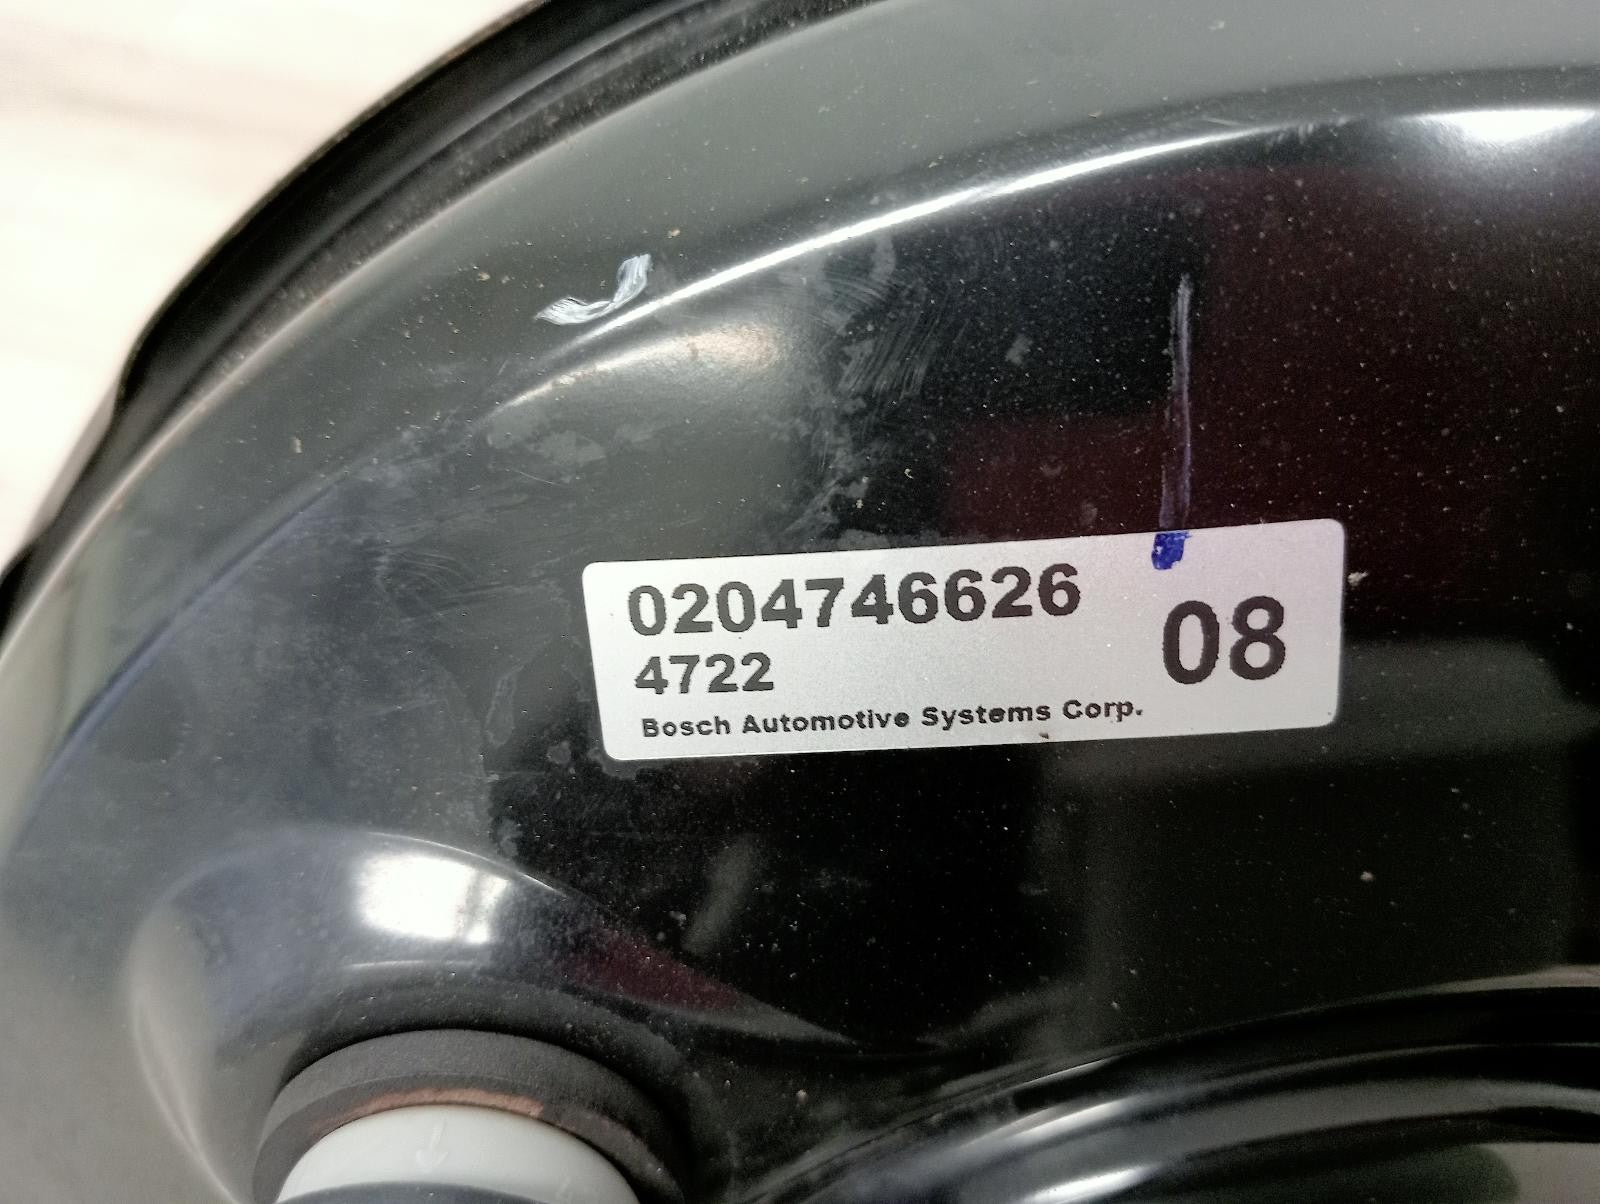 0204746626
4722
08
Bosch Automotive Systems Corp.